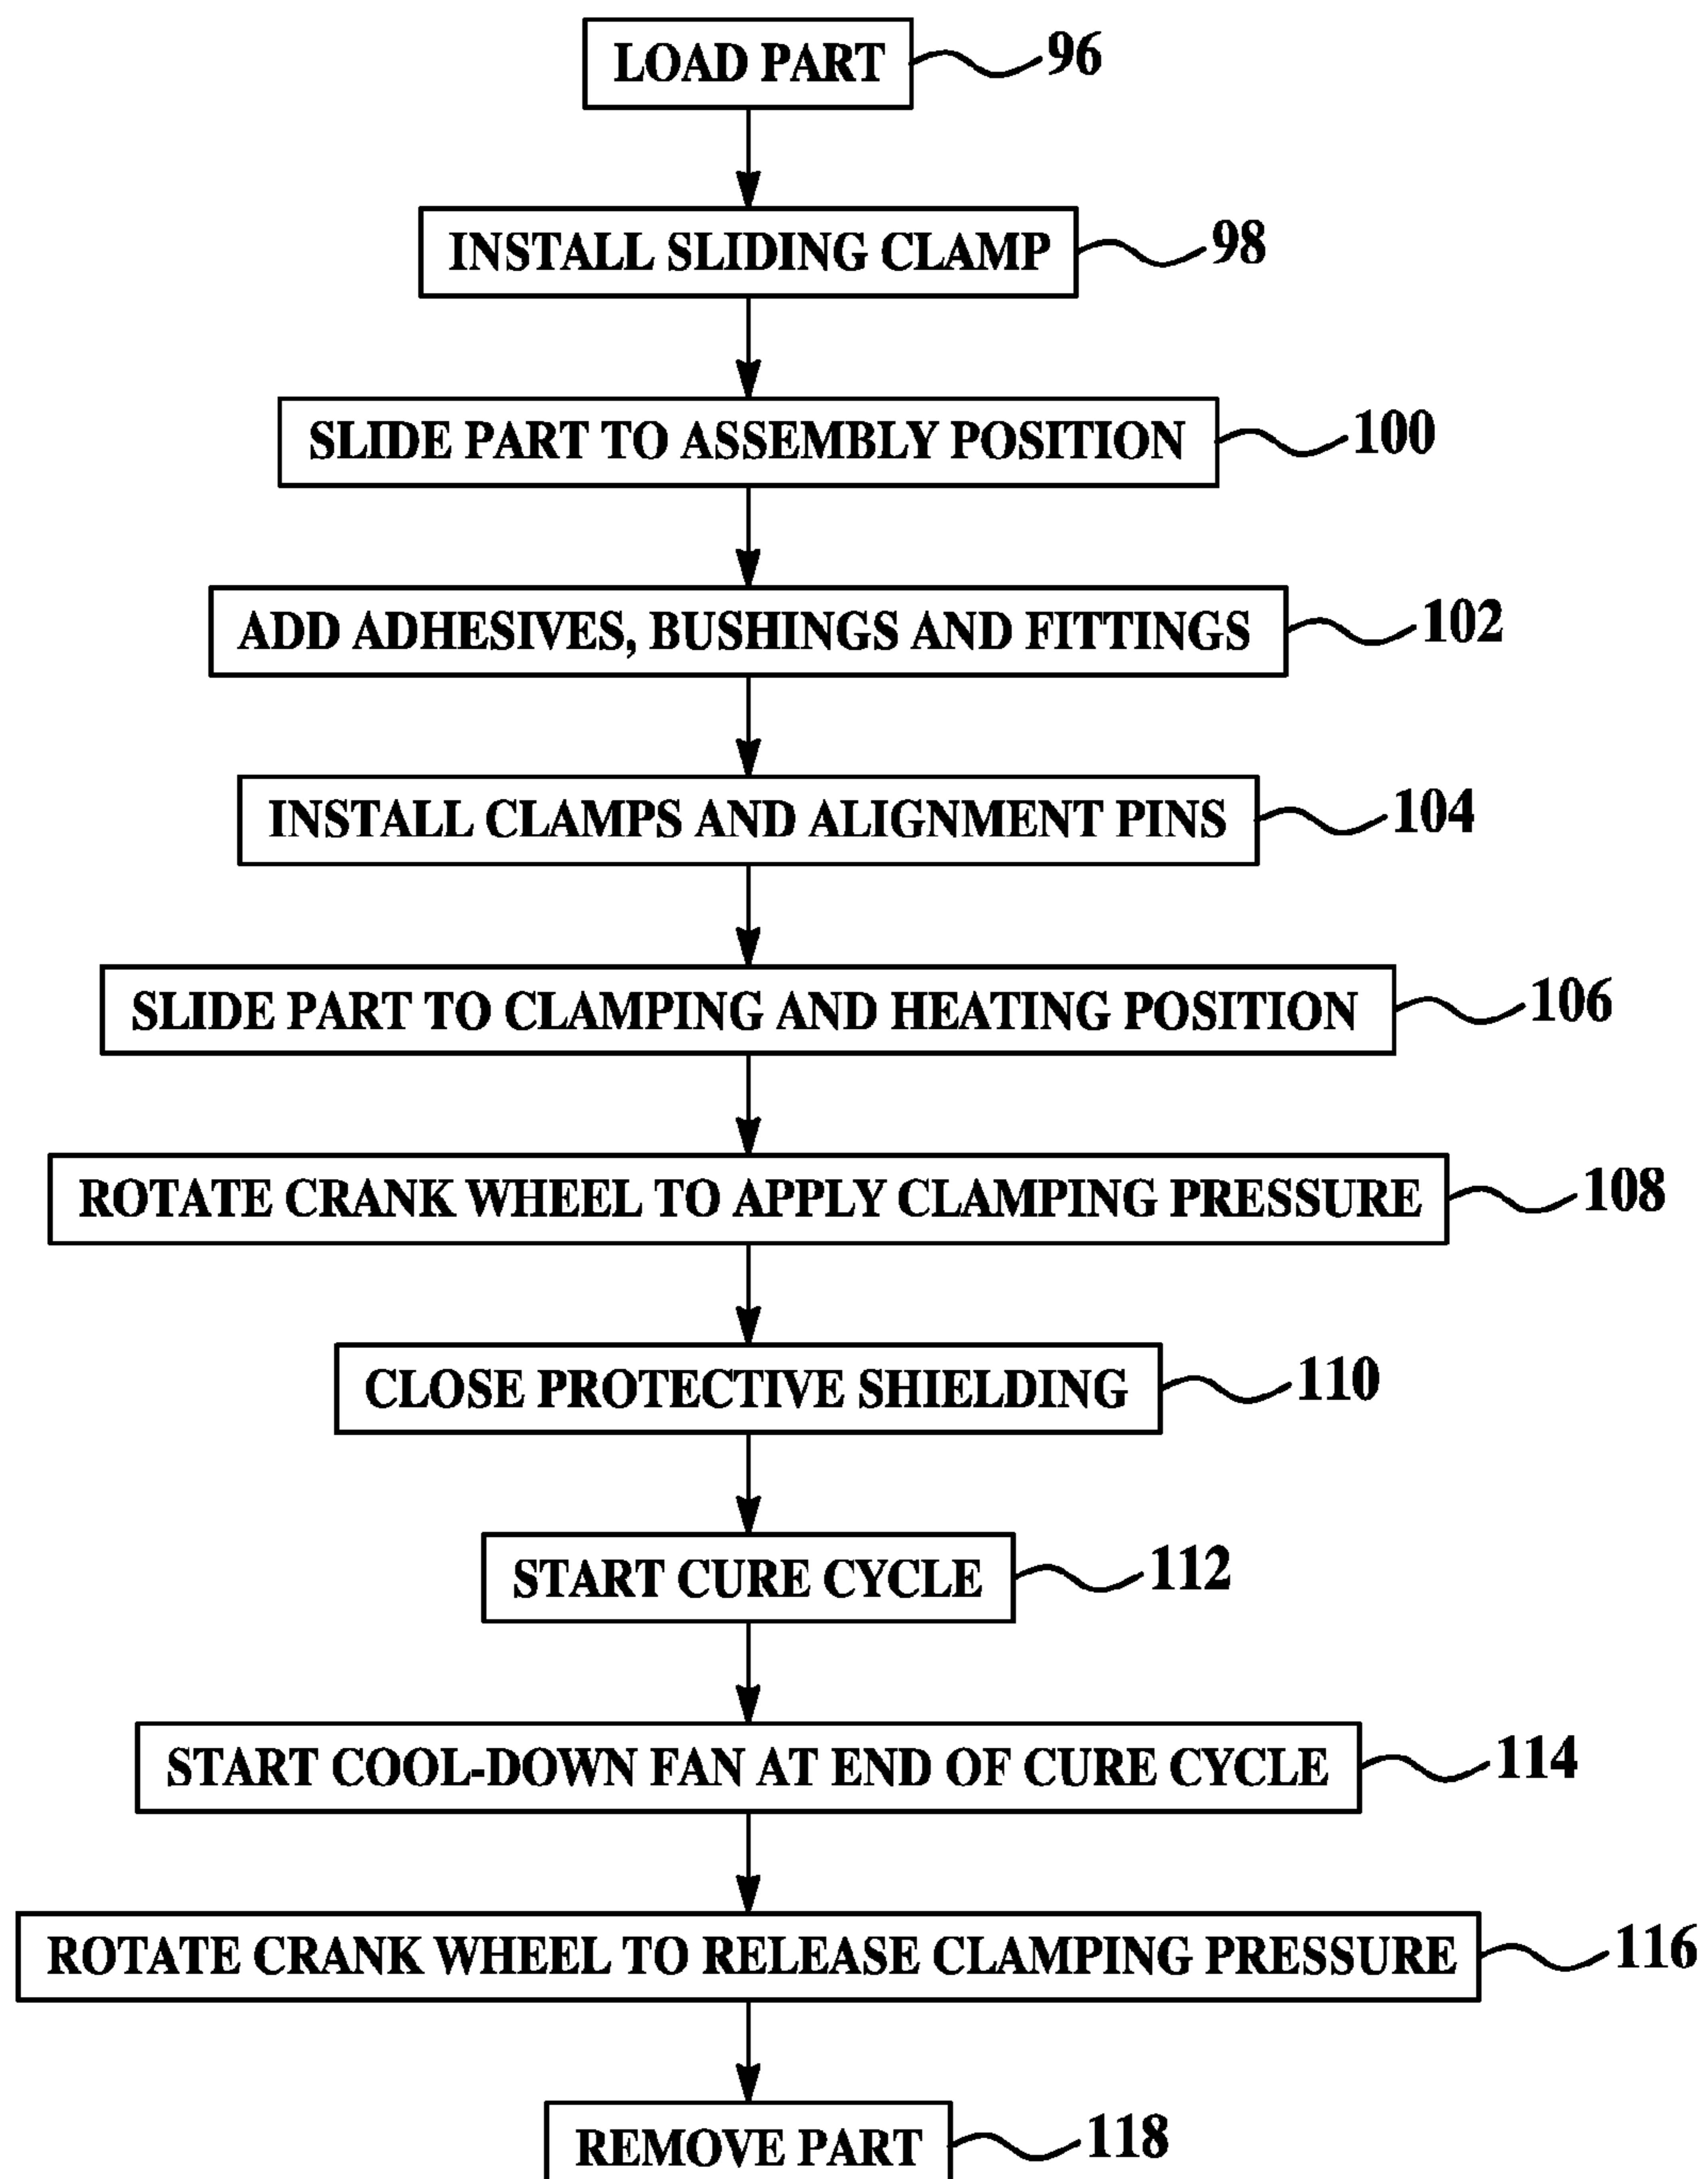 LOAD PART 96
INSTALL SLIDING CLAMP 98
SLIDE PART TO ASSEMBLY POSITION 100
ADD ADHESIVES, BUSHINGS AND FITTINGS 102
INSTALL CLAMPS AND ALIGNMENT PINS 104
SLIDE PART TO CLAMPING AND HEATING POSITION 106
ROTATE CRANK WHEEL TO APPLY CLAMPING PRESSURE 108
CLOSE PROTECTIVE SHIELDING 110
START CURE CYCLE 112
START COOL-DOWN FAN AT END OF CURE CYCLE 114
ROTATE CRANK WHEEL TO RELEASE CLAMPING PRESSURE 116
REMOVE PART 118